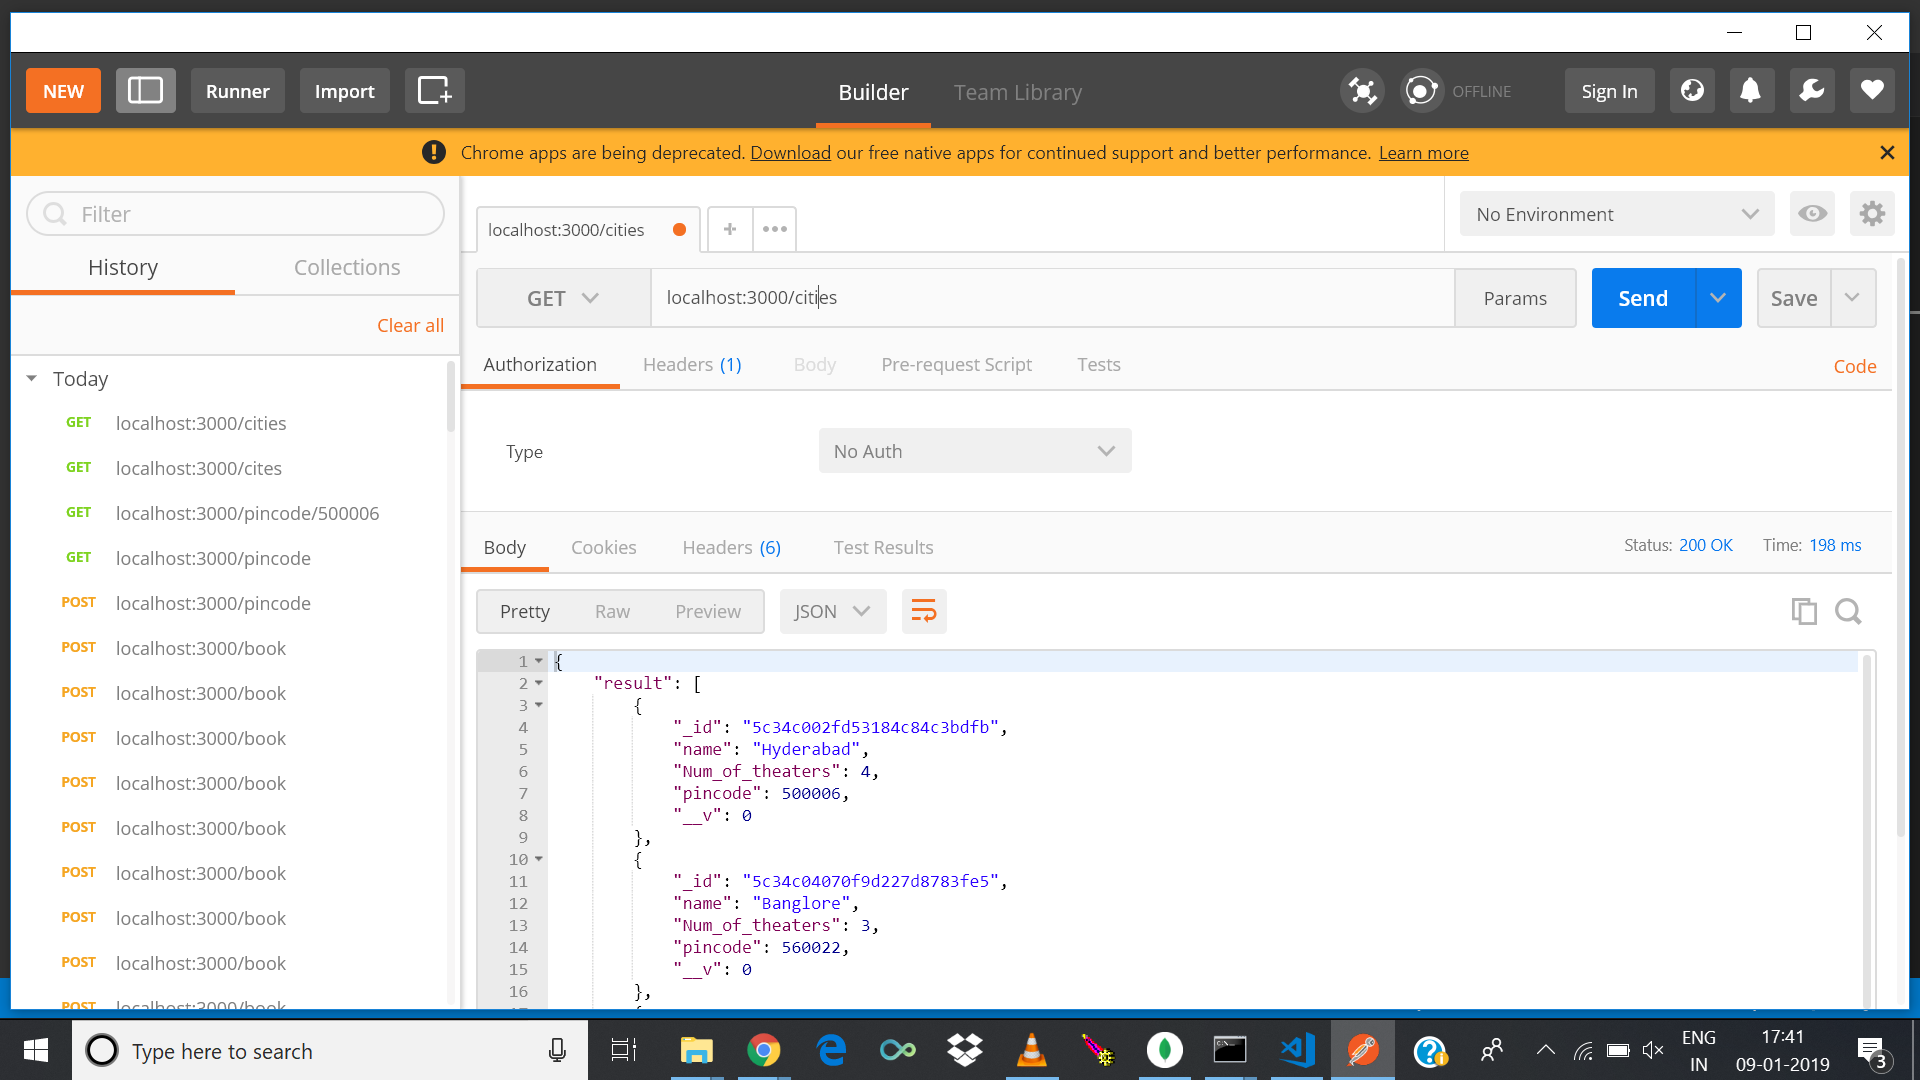 NEW
Runner
Import
Builder
Team Library
OFFLINE
Sign In
Chrome apps are being deprecated. Download our free native apps for continued support and better performance. Learn more
Filter
History
Collections
Clear all
Today
GET localhost:3000/cities
GET localhost:3000/cites
GET localhost:3000/pincode/500006
GET localhost:3000/pincode
POST localhost:3000/pincode
POST localhost:3000/book
POST localhost:3000/book
POST localhost:3000/book
POST localhost:3000/book
POST localhost:3000/book
POST localhost:3000/book
POST localhost:3000/book
POST localhost:3000/book
POST localhost:3000/book
localhost:3000/cities
No Environment
GET
localhost:3000/cities
Params
Send
Save
Authorization
Headers (1)
Body
Pre-request Script
Tests
Code
Type
No Auth
Body
Cookies
Headers (6)
Test Results
Status: 200 OK
Time: 198 ms
Pretty
Raw
Preview
JSON
1 {
2 "result": [
3 {
4 "_id": "5c34c002fd53184c84c3bdfb",
5 "name": "Hyderabad",
6 "Num_of_theaters": 4,
7 "pincode": 500006,
8 "__v": 0
9 },
10 {
11 "_id": "5c34c04070f9d227d8783fe5",
12 "name": "Banglore",
13 "Num_of_theaters": 3,
14 "pincode": 560022,
15 "__v": 0
16 },
Type here to search
ENG
IN
17:41
09-01-2019
3